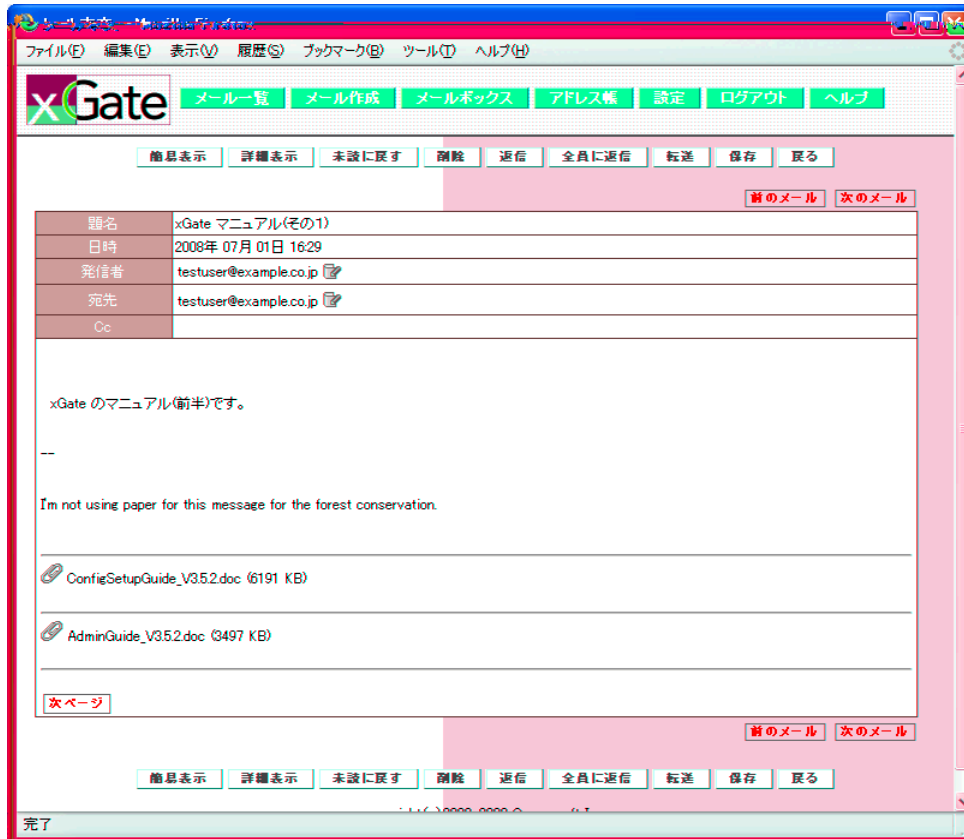 ファイル(F) 編集(E) 表示(V) 履歴(S) ブックマーク(B) ツール(T) ヘルプ(H)
xGate メール一覧 メール作成 メールボックス アドレス帳 設定 ログアウト ヘルプ
簡易表示 詳細表示 未読に戻す 削除 返信 全員に返信 転送 保存 戻る
前のメール 次のメール
題名 xGate マニュアル(その1)
日時 2008年 07月 01日 16:29
発信者 testuser@example.co.jp
宛先 testuser@example.co.jp
Cc
xGate のマニュアル(前半)です。
--
I'm not using paper for this message for the forest conservation.
ConfigSetupGuide_V3.5.2.doc (6191 KB)
AdminGuide_V3.5.2.doc (3497 KB)
次ページ
前のメール 次のメール
簡易表示 詳細表示 未読に戻す 削除 返信 全員に返信 転送 保存 戻る
完了